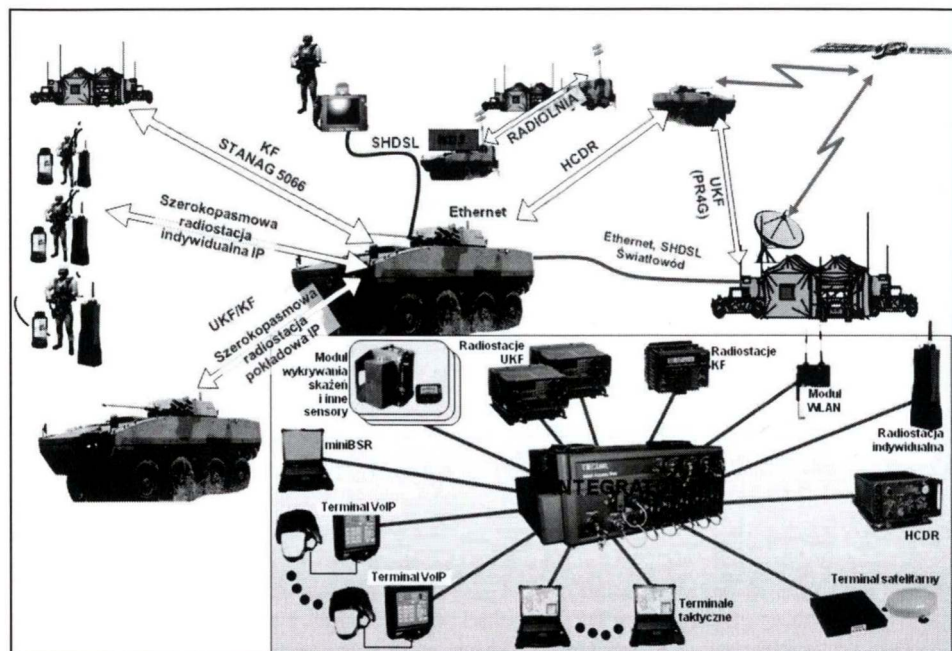 KF
STANAG 5066
SHDSL
RADIOLNIA
HCDR
UKF
(PR4G)
Szerokopasmowa
radiostacja
indywidualna IP
Ethernet
Ethernet, SHDSL
Światłowód
UKF/KF
Szerokopasmowa
radiostacja
pokładowa IP
Moduł
wykrywania
skażeń
i inne
sensory
Radiostacje
UKF
Radiostacje
KF
Moduł
WLAN
Radiostacja
indywidualna
miniBSR
INTEGRATOR
HCDR
Terminal VoIP
Terminal VoIP
Terminale
taktyczne
Terminal satelitarny